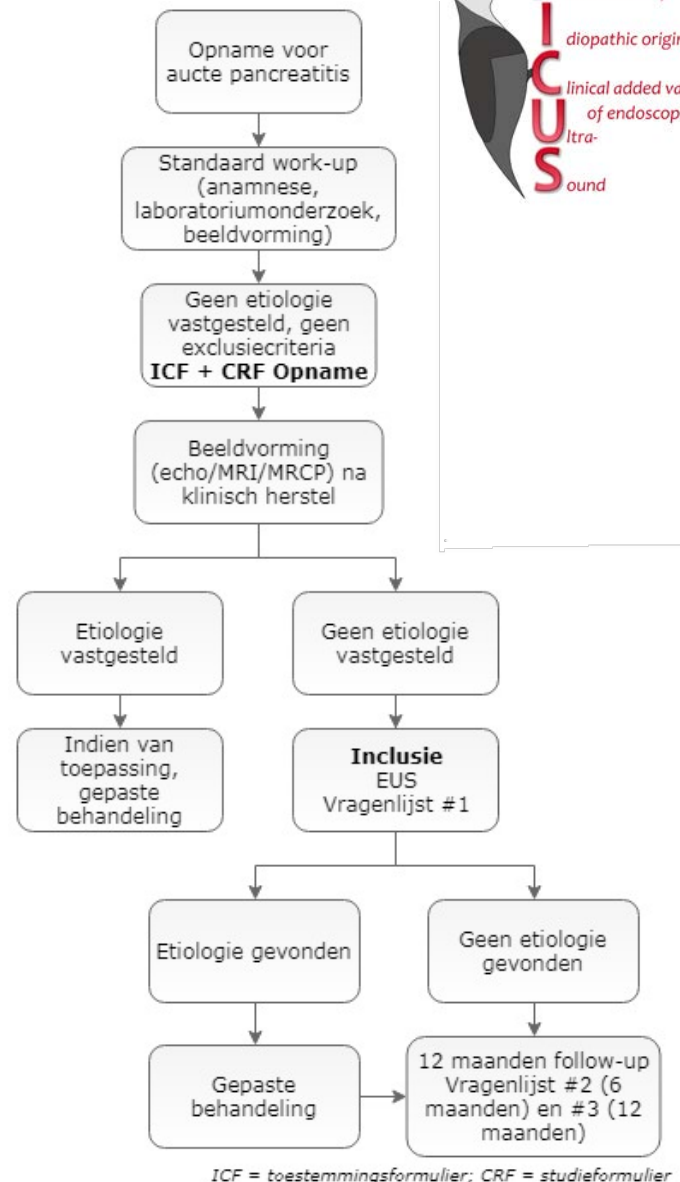 Opname voor
aucte pancreatitis
I diopathic origin
C linical added va
of endoscop
U ltra-
S ound
Standaard work-up
(anamnese,
laboratoriumonderzoek,
beeldvorming)
Geen etiologie
vastgesteld, geen
exclusiecriteria
ICF + CRF Opname
Beeldvorming
(echo/MRI/MRCP) na
klinisch herstel
Etiologie
vastgesteld
Geen etiologie
vastgesteld
Indien van
toepassing,
gepaste
behandeling
Inclusie
EUS
Vragenlijst #1
Etiologie gevonden
Geen etiologie
gevonden
Gepaste
behandeling
12 maanden follow-up
Vragenlijst #2 (6
maanden) en #3 (12
maanden)
ICF = toestemmingsformulier; CRF = studieformulier